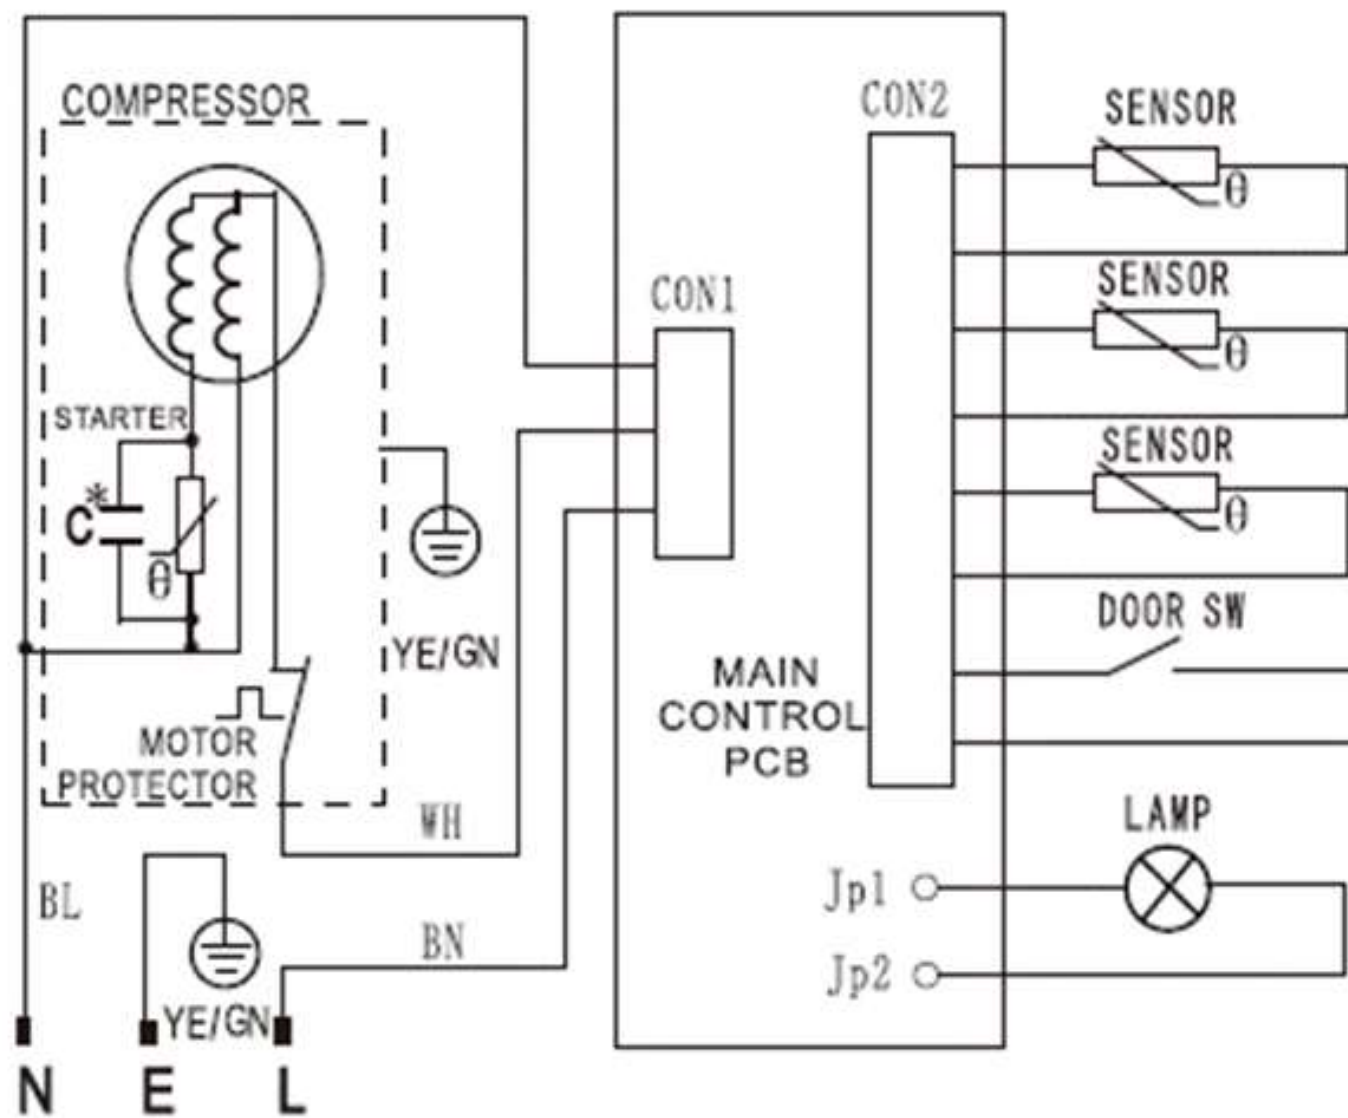 COMPRESSOR
CON2
SENSOR
θ
CON1
SENSOR
θ
STARTER
SENSOR
C*
θ
θ
DOOR SW
YE/GN
MAIN
CONTROL
PCB
MOTOR
PROTECTOR
WH
LAMP
BL
Jp1
BN
Jp2
YE/GN
N E L